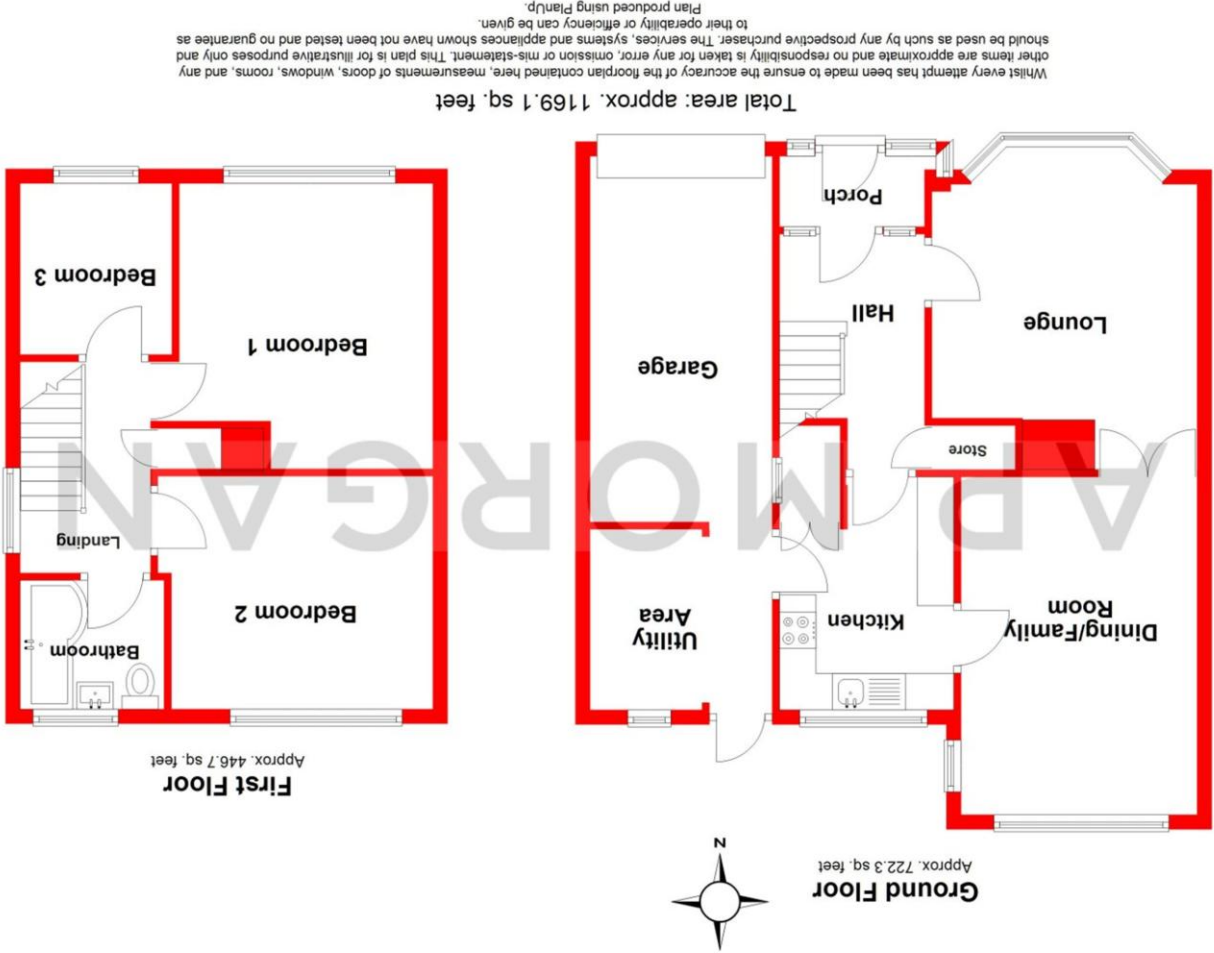 Ground Floor
Approx. 722.3 sq. feet
N
Dining/Family
Room
Kitchen
Utility
Area
Store
Lounge
Hall
Garage
Porch
First Floor
Approx. 446.7 sq. feet
Bedroom 2
Bathroom
Landing
Bedroom 1
Bedroom 3
AP MORGAN
Total area: approx. 1169.1 sq. feet
Whilst every attempt has been made to ensure the accuracy of the floorplan contained here, measurements of doors, windows, rooms, and any
other items are approximate and no responsibility is taken for any error, omission or mis-statement. This plan is for illustrative purposes only and
should be used as such by any prospective purchaser. The services, systems and appliances shown have not been tested and no guarantee as
to their operability or efficiency can be given.
Plan produced using PlanUp.